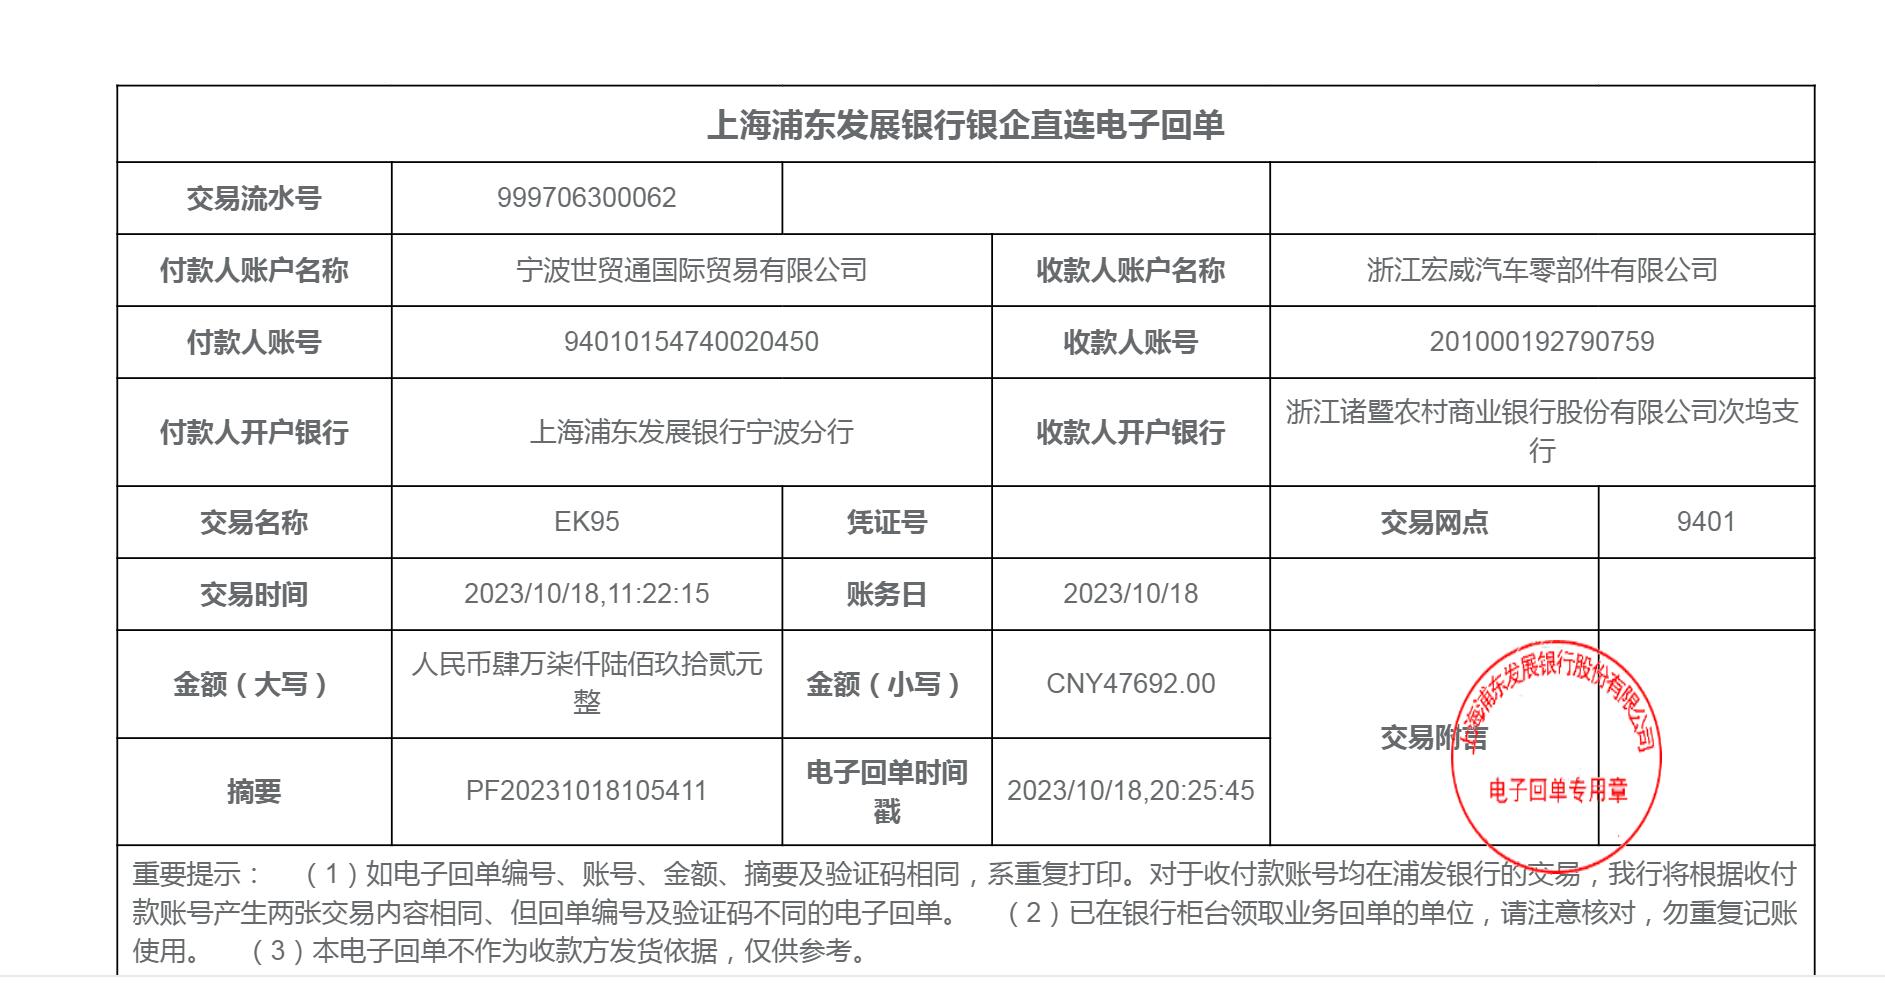 上海浦东发展银行银企直连电子回单
交易流水号 999706300062
付款人账户名称 宁波世贸通国际贸易有限公司 收款人账户名称 浙江宏威汽车零部件有限公司
付款人账号 94010154740020450 收款人账号 201000192790759
付款人开户银行 上海浦东发展银行宁波分行 收款人开户银行 浙江诸暨农村商业银行股份有限公司次坞支
行
交易名称 EK95 凭证号 交易网点 9401
交易时间 2023/10/18,11:22:15 账务日 2023/10/18
金额（大写） 人民币肆万柒仟陆佰玖拾贰元
整
金额（小写） CNY47692.00
交易附言
摘要 PF20231018105411 电子回单时间
戳
2023/10/18,20:25:45
上海浦东发展银行股份有限公司
电子回单专用章
重要提示： （1）如电子回单编号、账号、金额、摘要及验证码相同，系重复打印。对于收付款账号均在浦发银行的交易，我行将根据收付
款账号产生两张交易内容相同、但回单编号及验证码不同的电子回单。 （2）已在银行柜台领取业务回单的单位，请注意核对，勿重复记账
使用。 （3）本电子回单不作为收款方发货依据，仅供参考。